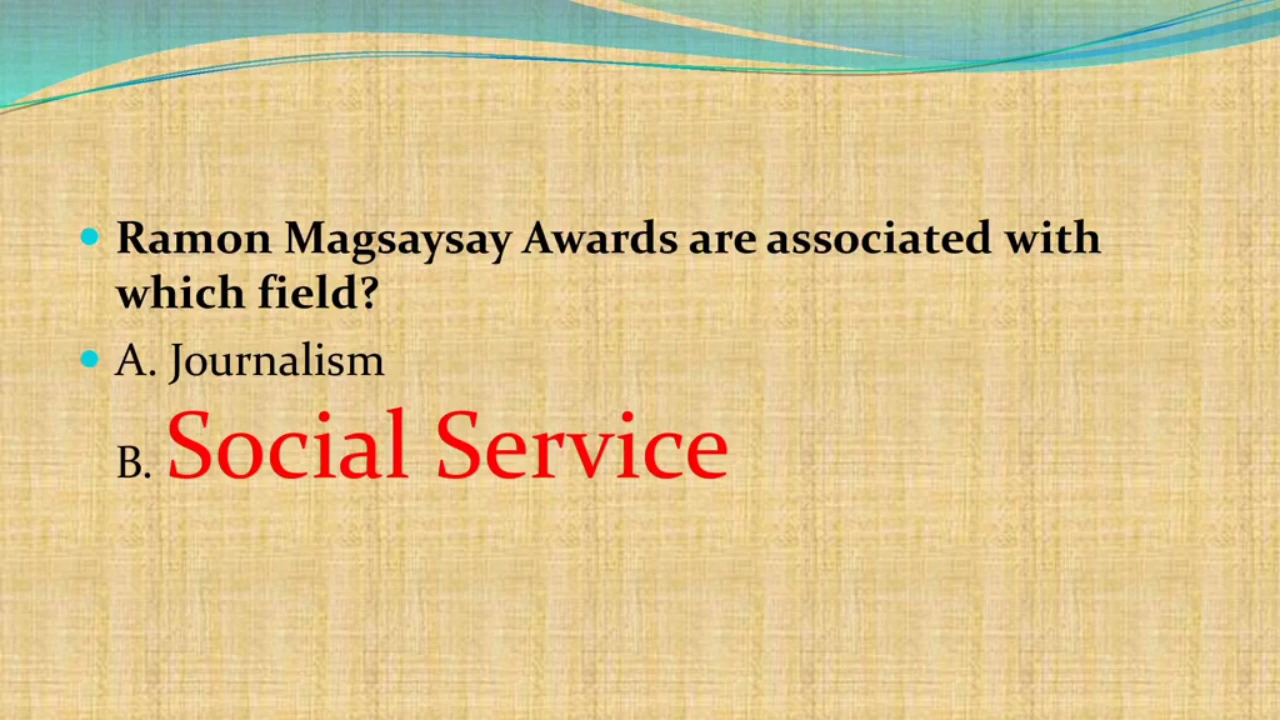 Ramon Magsaysay Awards are associated with
which field?
A. Journalism
B. Social Service